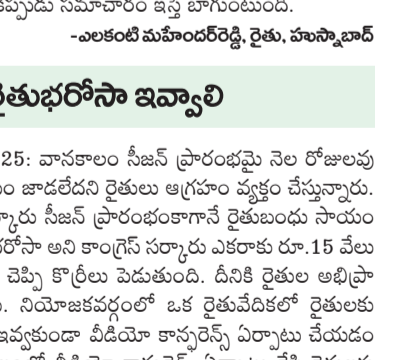 సమాచారం ఇస్తే బాగుంటుంది.
-ఎలకంటి మహేందర్‌రెడ్డి, రైతు, హుస్నాబాద్
రైతుభరోసా ఇవ్వాలి
25: వానకాలం సీజన్ ప్రారంభమై నెల రోజులవు
జాడలేదని రైతులు ఆగ్రహం వ్యక్తం చేస్తున్నారు.
సీజన్ ప్రారంభంకాగానే రైతుబంధు సాయం
అని కాంగ్రెస్ సర్కారు ఎకరాకు రూ.15 వేలు
చెప్పి కొర్రీలు పెడుతుంది. దీనికి రైతుల అభిప్రా
నియోజకవర్గంలో ఒక రైతువేదికలో రైతులకు
ఇవ్వకుండా వీడియో కాన్ఫరెన్స్ ఏర్పాటు చేయడం